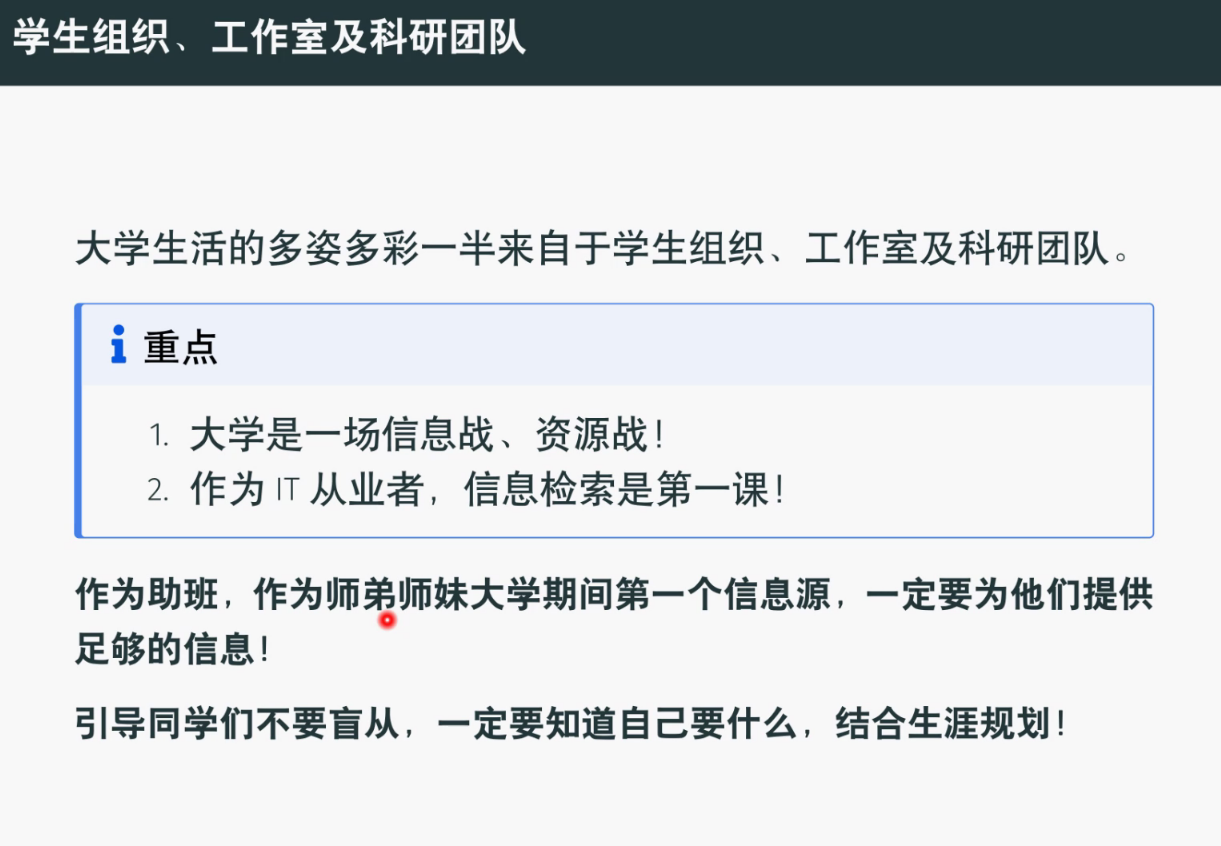 学生组织、工作室及科研团队
大学生活的多姿多彩一半来自于学生组织、工作室及科研团队。
重点
1. 大学是一场信息战、资源战！
2. 作为 IT 从业者，信息检索是第一课！
作为助班，作为师弟师妹大学期间第一个信息源，一定要为他们提供
足够的信息！
引导同学们不要盲从，一定要知道自己要什么，结合生涯规划！